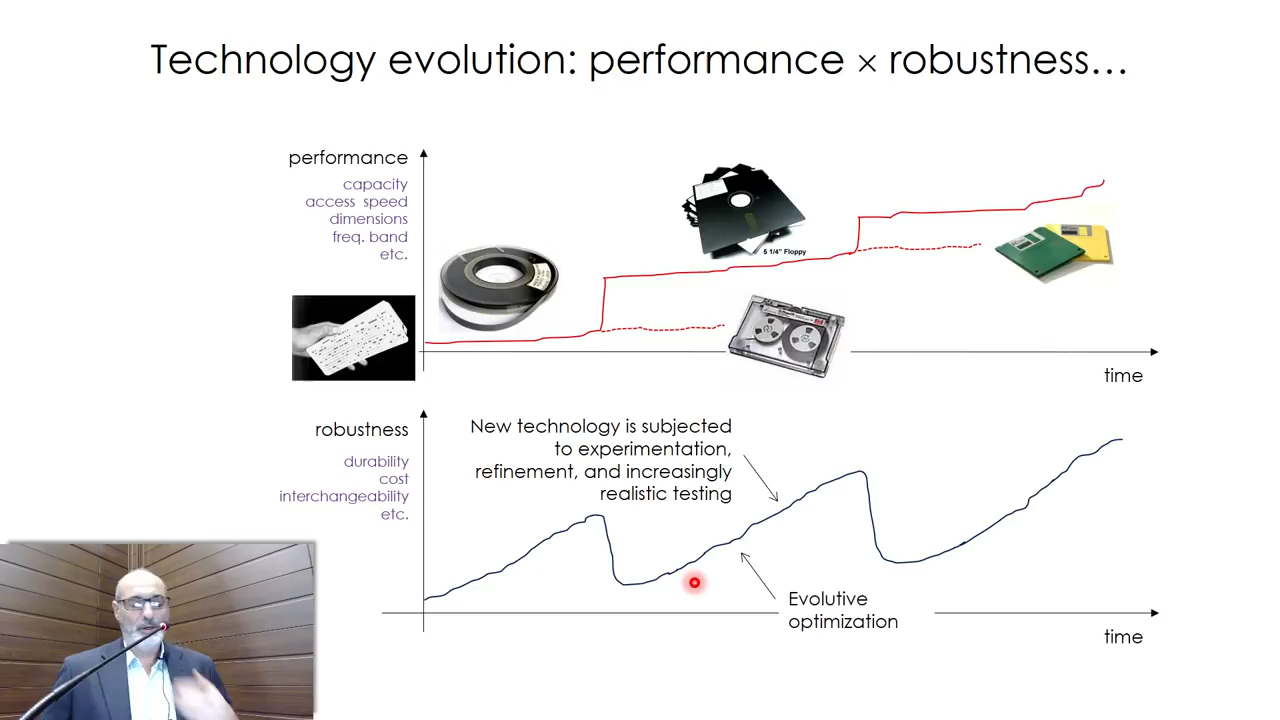 Technology evolution: performance × robustness…
performance
capacity
access speed
dimensions
freq. band
etc.
5 1/4" Floppy
time
robustness
durability
cost
interchangeability
etc.
New technology is subjected
to experimentation,
refinement, and increasingly
realistic testing
Evolutive
optimization
time